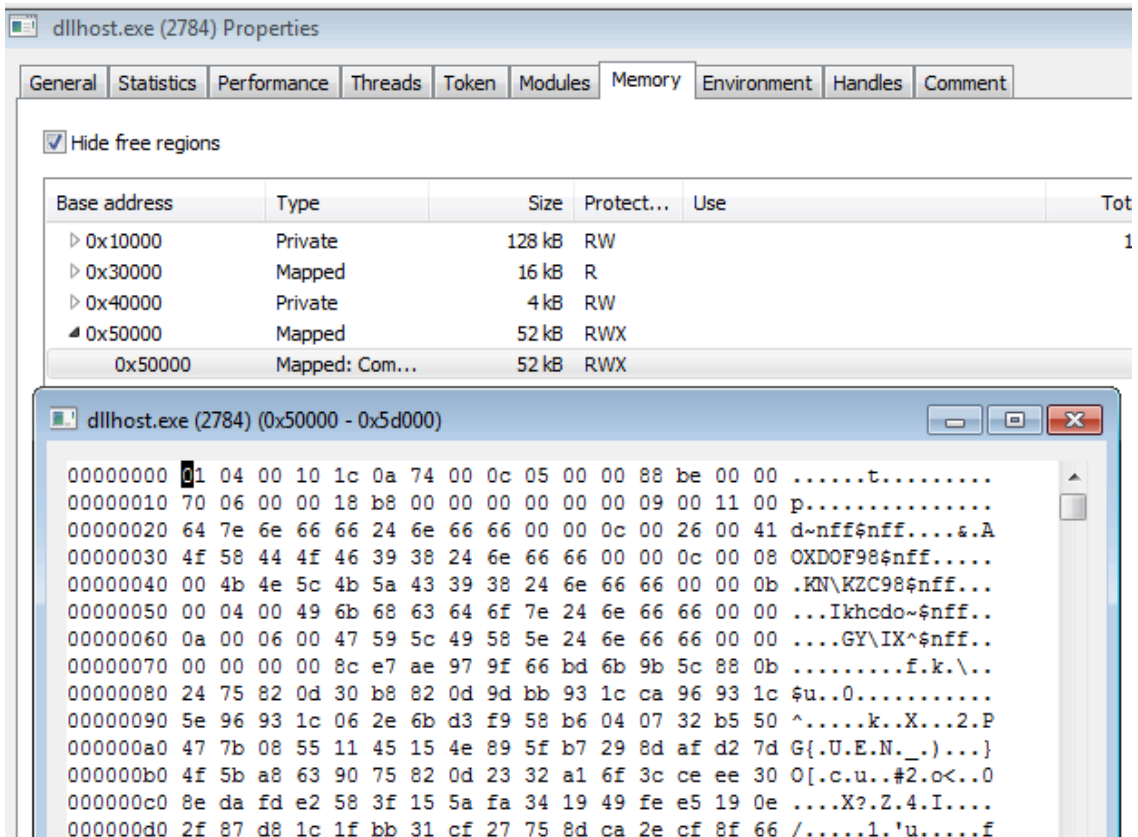 dllhost.exe (2784) Properties
General Statistics Performance Threads Token Modules Memory Environment Handles Comment
Hide free regions
Base address Type Size Protect... Use Tot
0x10000 Private 128 kB RW 1
0x30000 Mapped 16 kB R
0x40000 Private 4 kB RW
0x50000 Mapped 52 kB RWX
0x50000 Mapped: Com... 52 kB RWX
dllhost.exe (2784) (0x50000 - 0x5d000)
00000000 01 04 00 10 1c 0a 74 00 0c 05 00 00 88 be 00 00 ......t.........
00000010 70 06 00 00 18 b8 00 00 00 00 00 00 00 09 00 11 00 p...............
00000020 64 7e 6e 66 66 24 6e 66 66 00 00 0c 00 26 00 41 d~nff$nff....&.A
00000030 4f 58 44 4f 46 39 38 24 6e 66 66 00 00 0c 00 08 OXDOF98$nff.....
00000040 00 4b 4e 5c 4b 5a 43 39 38 24 6e 66 66 00 00 0b .KN\KZC98$nff...
00000050 00 04 00 49 6b 68 63 64 6f 7e 24 6e 66 66 00 00 ...Ikhcdo~$nff..
00000060 0a 00 06 00 47 59 5c 49 58 5e 24 6e 66 66 00 00 ....GY\IX^$nff..
00000070 00 00 00 00 8c e7 ae 97 9f 66 bd 6b 9b 5c 88 0b .........f.k.\..
00000080 24 75 82 0d 30 b8 82 0d 9d bb 93 1c ca 96 93 1c $u..0...........
00000090 5e 96 93 1c 06 2e 6b d3 f9 58 b6 04 07 32 b5 50 ^.....k..X...2.P
000000a0 47 7b 08 55 11 45 15 4e 89 5f b7 29 8d af d2 7d G{.U.E.N._.)...}
000000b0 4f 5b a8 63 90 75 82 0d 23 32 a1 6f 3c ce ee 30 O[.c.u..#2.o<..0
000000c0 8e da fd e2 58 3f 15 5a fa 34 19 49 fe e5 19 0e ....X?.Z.4.I....
000000d0 2f 87 d8 1c 1f bb 31 cf 27 75 8d ca 2e cf 8f 66 /.....1.'u.....f